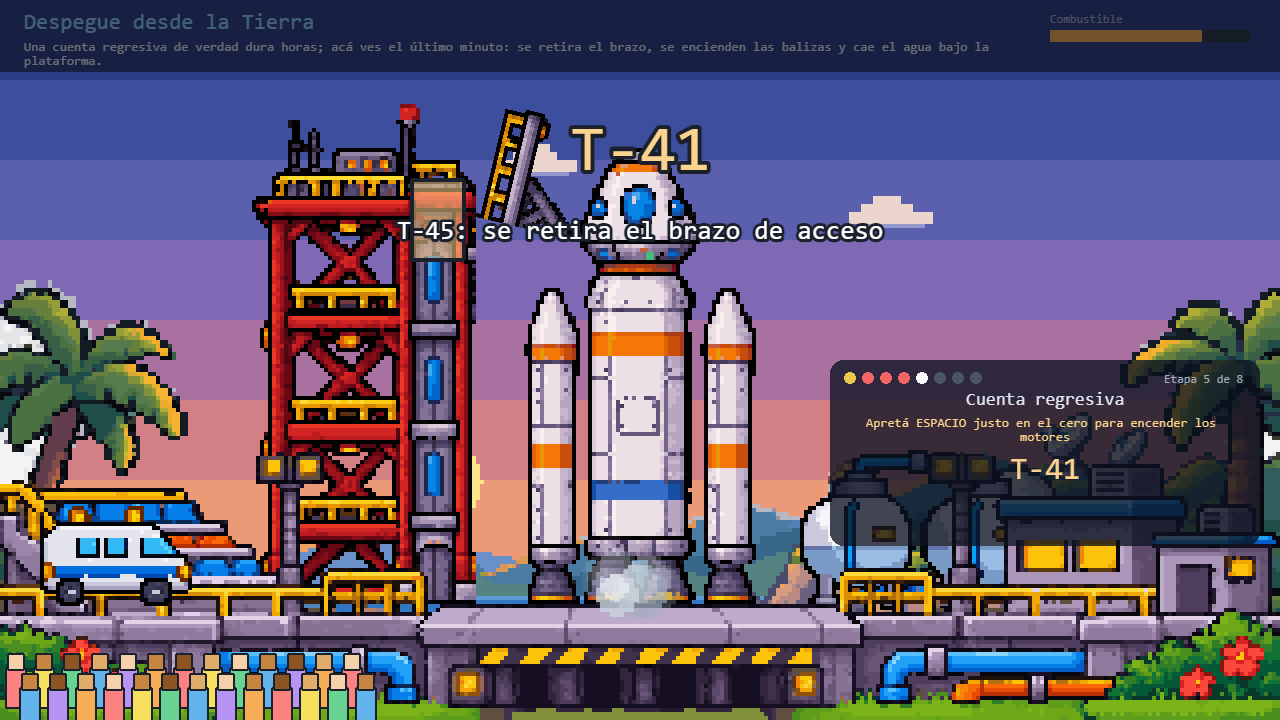 Despegue desde la Tierra
Combustible
Una cuenta regresiva de verdad dura horas; acá ves el último minuto: se retira el brazo, se encienden las balizas y cae el agua bajo la
plataforma.
T-41
T-45: se retira el brazo de acceso
Etapa 5 de 8
Cuenta regresiva
Apretá ESPACIO justo en el cero para encender los
motores
T-41